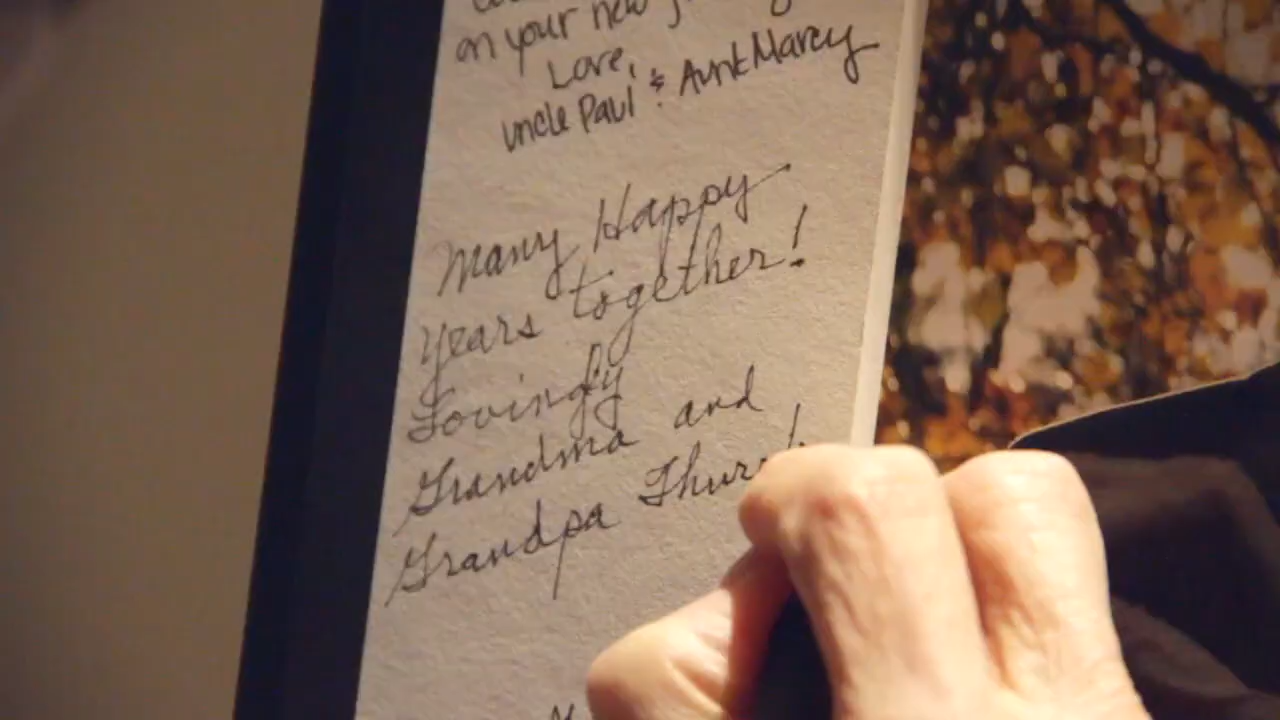 on your new
Love,
Uncle Paul & Aunt Marcy
Many Happy
Years together!
Lovingly
Grandma and
Grandpa